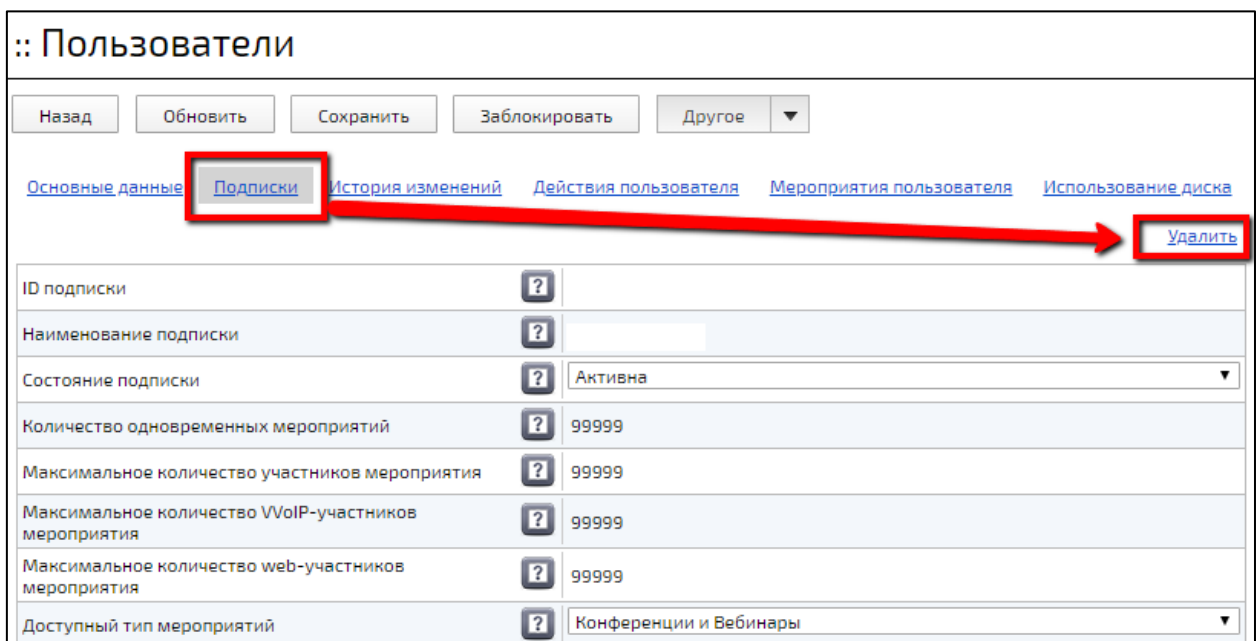 :: Пользователи
Назад Обновить Сохранить Заблокировать Другое
Основные данные Подписки История изменений Действия пользователя Мероприятия пользователя Использование диска
Удалить
ID подписки ?
Наименование подписки ?
Состояние подписки ? Активна
Количество одновременных мероприятий ? 99999
Максимальное количество участников мероприятия ? 99999
Максимальное количество VVoIP-участников
мероприятия ? 99999
Максимальное количество web-участников
мероприятия ? 99999
Доступный тип мероприятий ? Конференции и Вебинары